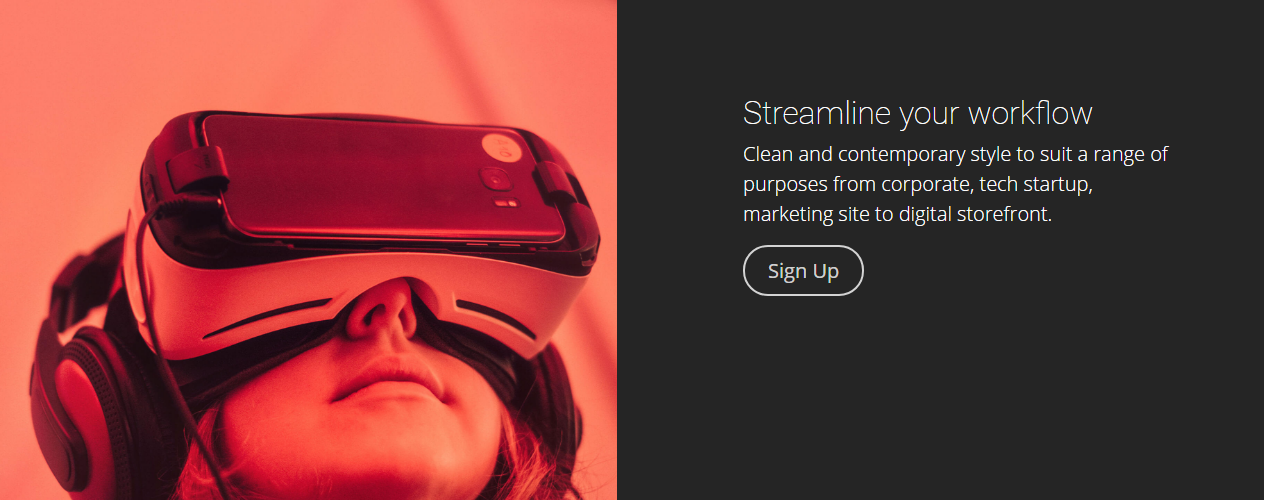 Streamline your workflow
Clean and contemporary style to suit a range of
purposes from corporate, tech startup,
marketing site to digital storefront.
Sign Up